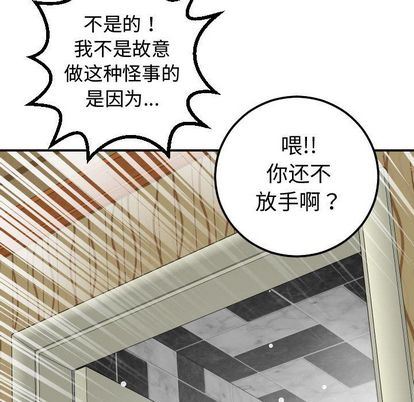 不是的！
我不是故意
做这种怪事的
是因为...
喂!!
你还不
放手啊？